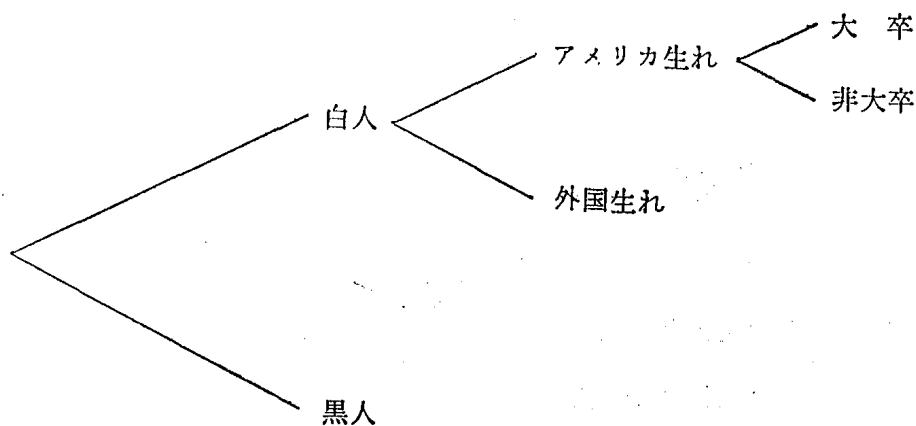 大 卒
アメリカ生れ
非大卒
白人
外国生れ
黒人